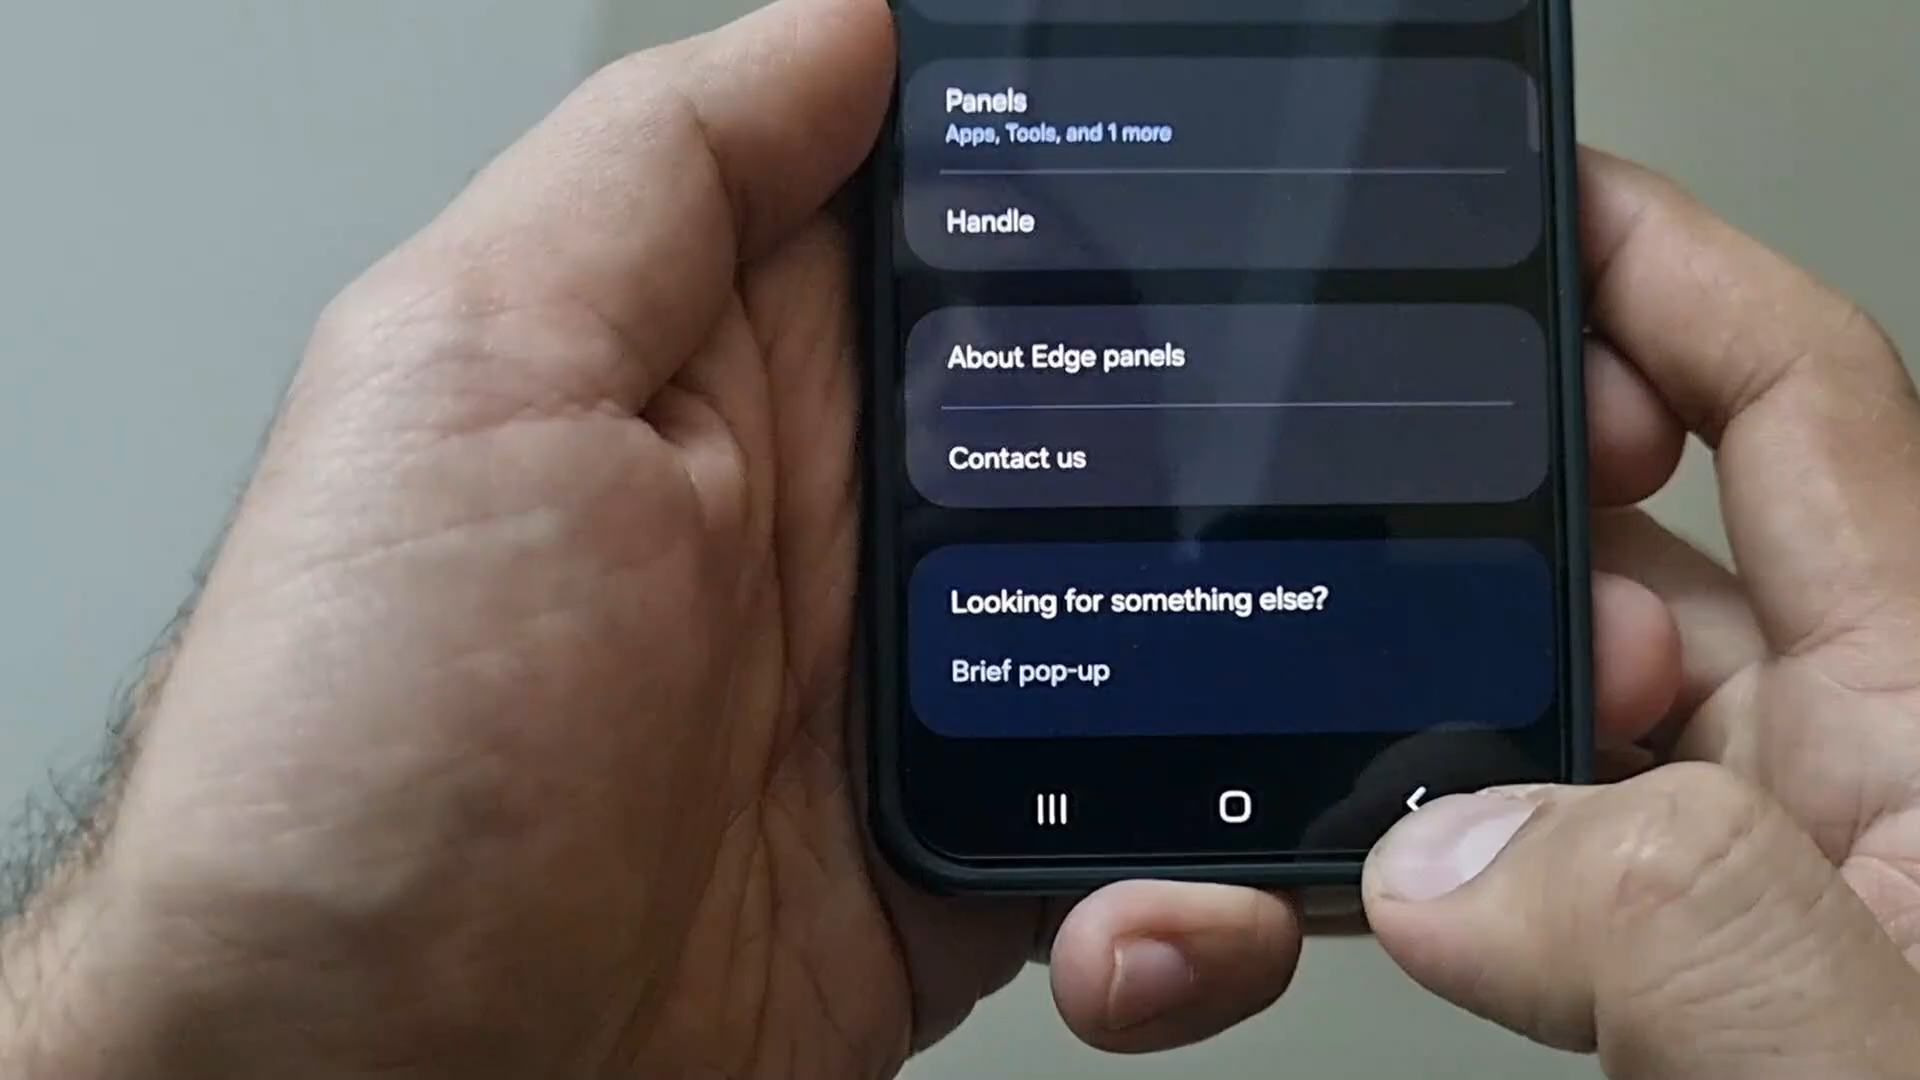 Panels
Apps, Tools, and 1 more
Handle
About Edge panels
Contact us
Looking for something else?
Brief pop-up